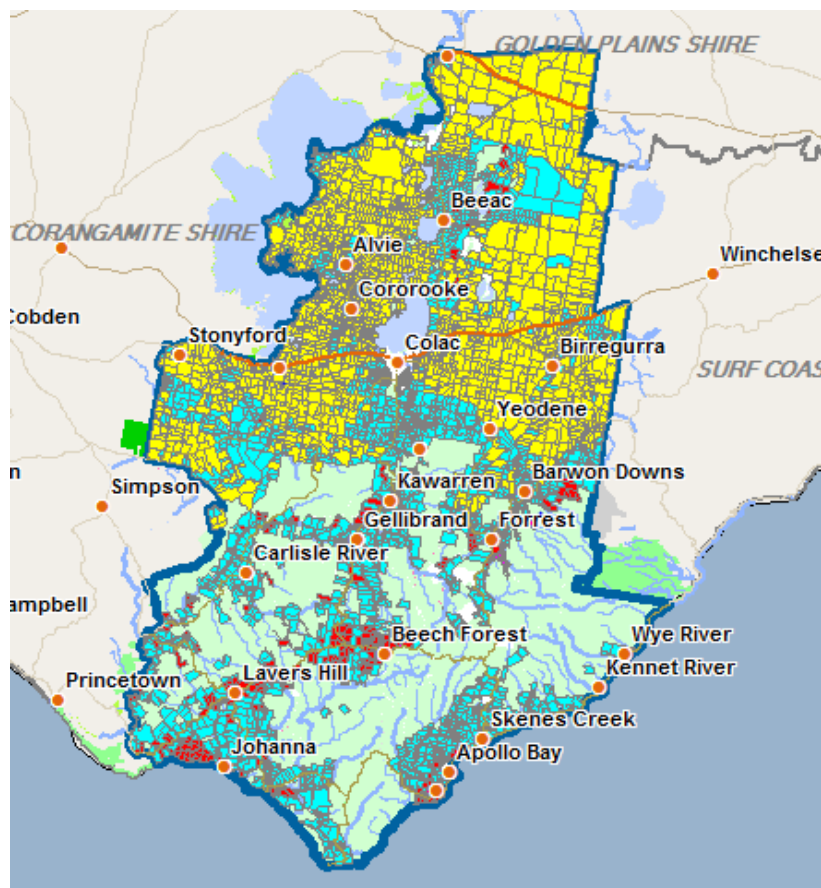 GOLDEN PLAINS SHIRE
Beeac
CORANGAMITE SHIRE
Alvie
Winchelse
Cororooke
Cobden
Stonyford
Colac
Birregurra
SURF COAS
Yeodene
n
Kawarren
Barwon Downs
Simpson
Gellibrand
Forrest
Carlisle River
ampbell
Beech Forest
Wye River
Kennet River
Princetown
Lavers Hill
Skenes Creek
Johanna
Apollo Bay